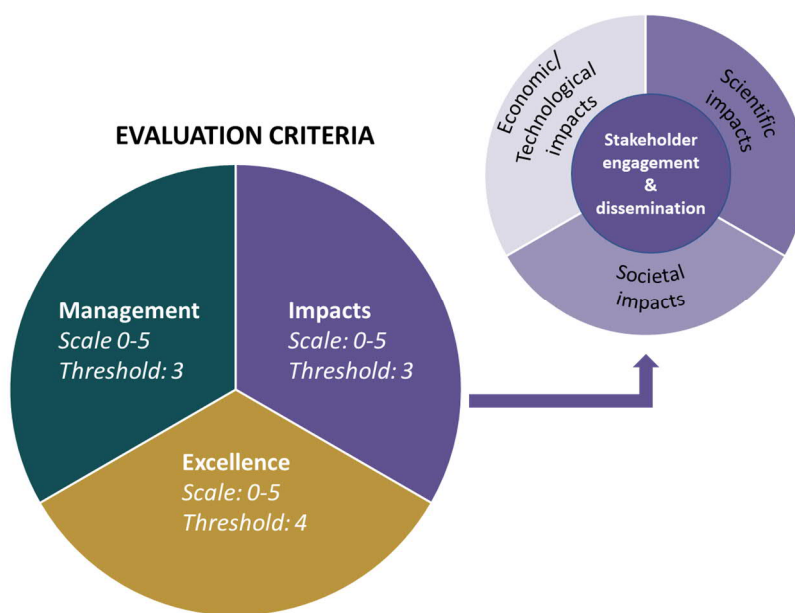 EVALUATION CRITERIA
Management
Scale 0-5
Threshold: 3
Impacts
Scale: 0-5
Threshold: 3
Excellence
Scale: 0-5
Threshold: 4
Economic/
Technological
impacts
Scientific
impacts
Stakeholder
engagement
&
dissemination
Societal
impacts